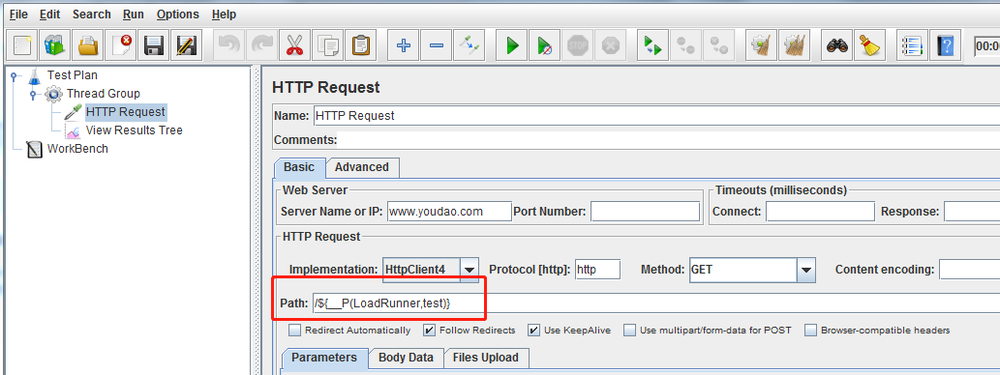 File Edit Search Run Options Help
00:00
Test Plan
Thread Group
HTTP Request
View Results Tree
WorkBench
HTTP Request
Name: HTTP Request
Comments:
Basic Advanced
Web Server Timeouts (milliseconds)
Server Name or IP: www.youdao.com Port Number: Connect: Response:
HTTP Request
Implementation: HttpClient4 Protocol [http]: http Method: GET Content encoding:
Path: /${__P(LoadRunner,test)}
Redirect Automatically Follow Redirects Use KeepAlive Use multipart/form-data for POST Browser-compatible headers
Parameters Body Data Files Upload